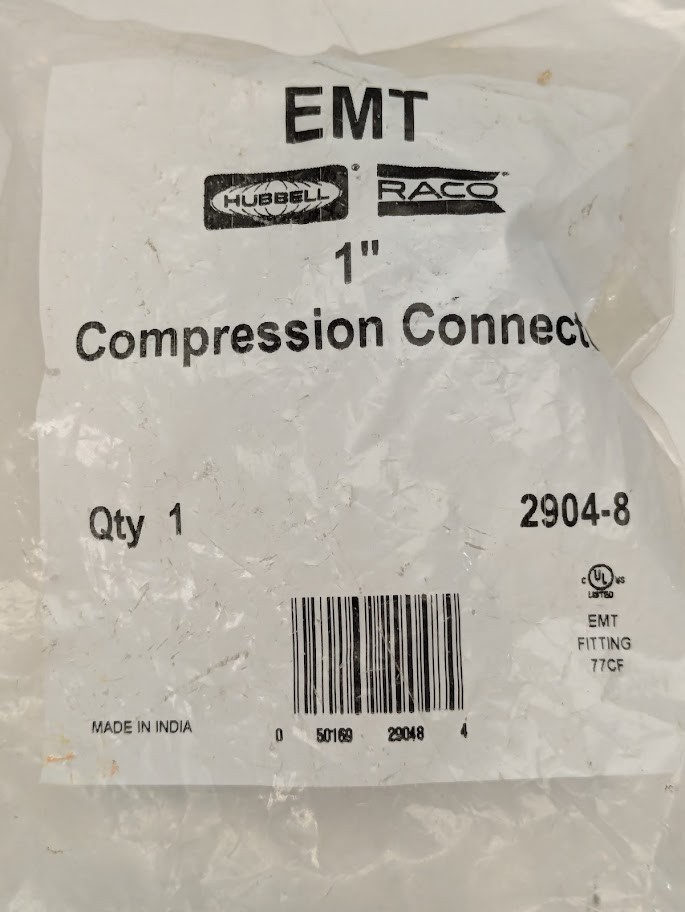 EMT
HUBBELL ® RACO
1"
Compression Connect
Qty 1 2904-8
C UL US
LISTED
EMT
FITTING
77CF
MADE IN INDIA
0 50169 29048 4